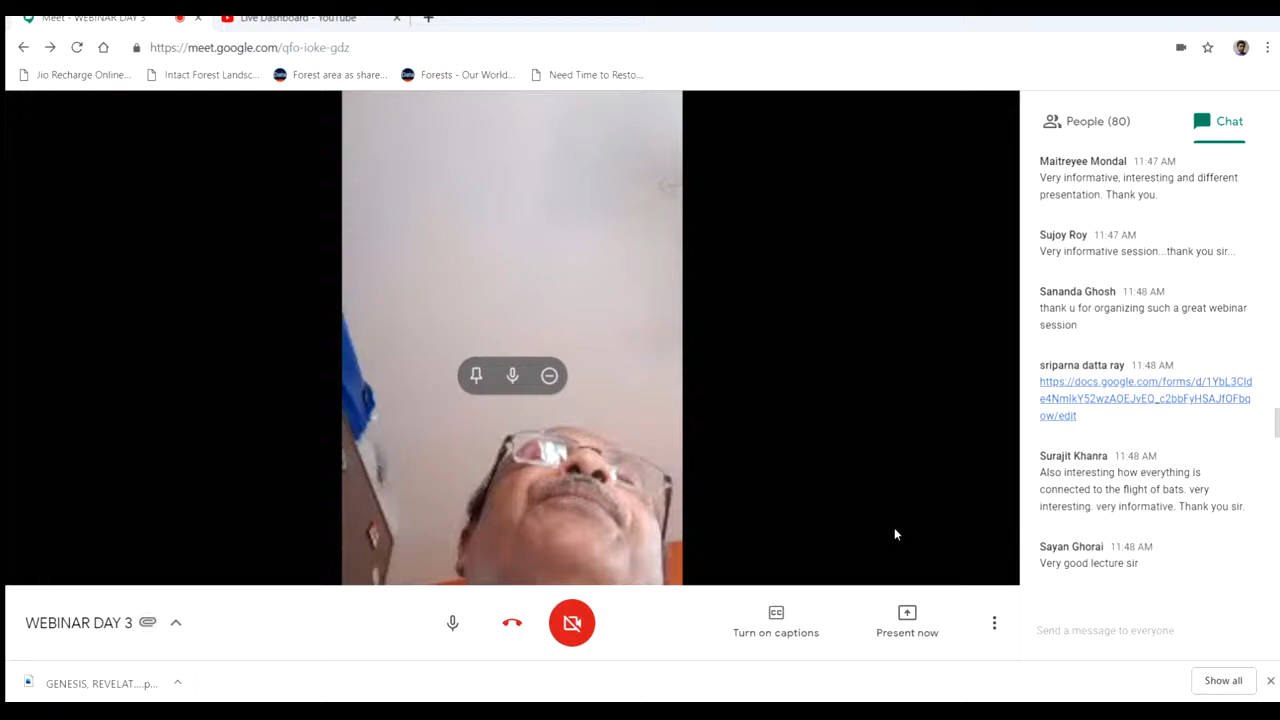 Meet - WEBINAR DAY 3
Live Dashboard - YouTube
https://meet.google.com/qfo-ioke-gdz
Jio Recharge Online...
Intact Forest Landsc...
Forest area as share...
Forests - Our World...
Need Time to Resto...
People (80)
Chat
Maitreyee Mondal 11:47 AM
Very informative, interesting and different
presentation. Thank you.
Sujoy Roy 11:47 AM
Very informative session...thank you sir...
Sananda Ghosh 11:48 AM
thank u for organizing such a great webinar
session
sriparna datta ray 11:48 AM
https://docs.google.com/forms/d/1YbL3Cld
e4NmIkY52wzAOEJvEQ_c2bbFyHSAJfOFbq
ow/edit
Surajit Khanra 11:48 AM
Also interesting how everything is
connected to the flight of bats. very
interesting. very informative. Thank you sir.
Sayan Ghorai 11:48 AM
Very good lecture sir
WEBINAR DAY 3
CC
Turn on captions
Present now
Send a message to everyone
GENESIS, REVELAT....p...
Show all